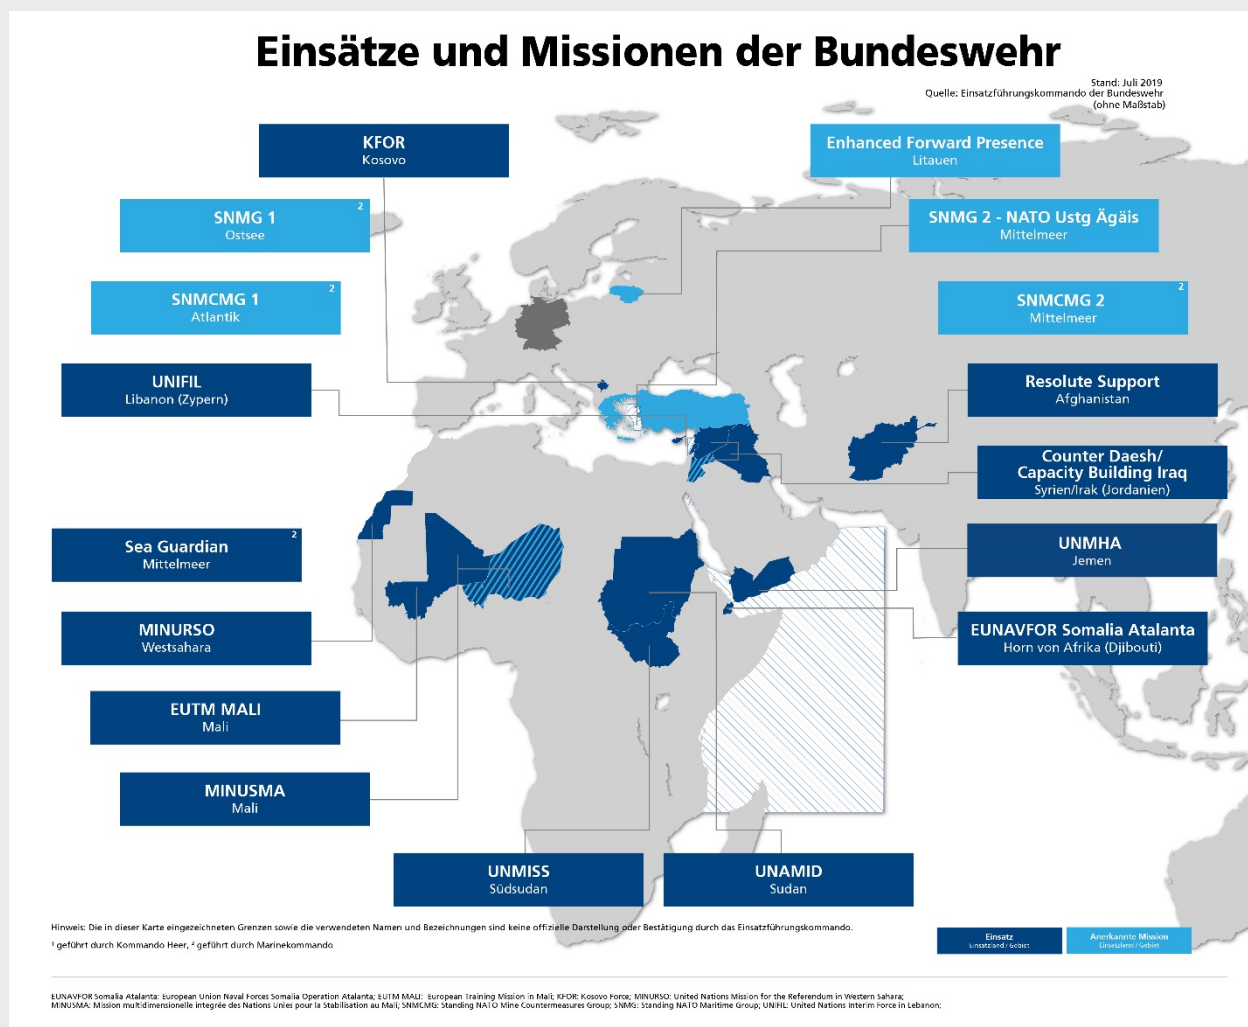 Einsätze und Missionen der Bundeswehr
Stand: Juli 2019
Quelle: Einsatzführungskommando der Bundeswehr
(ohne Maßstab)
KFOR
Kosovo
Enhanced Forward Presence
Litauen
SNMG 1 2
Ostsee
SNMG 2 - NATO Ustg Ägäis
Mittelmeer
SNMCMG 1 2
Atlantik
SNMCMG 2 2
Mittelmeer
UNIFIL
Libanon (Zypern)
Resolute Support
Afghanistan
Counter Daesh/
Capacity Building Iraq
Syrien/Irak (Jordanien)
Sea Guardian 2
Mittelmeer
UNMHA
Jemen
MINURSO
Westsahara
EUNAVFOR Somalia Atalanta
Horn von Afrika (Djibouti)
EUTM MALI
Mali
MINUSMA
Mali
UNMISS
Südsudan
UNAMID
Sudan
Hinweis: Die in dieser Karte eingezeichneten Grenzen sowie die verwendeten Namen und Bezeichnungen sind keine offizielle Darstellung oder Bestätigung durch das Einsatzführungskommando.
¹ geführt durch Kommando Heer, ² geführt durch Marinekommando
Einsatz
Einsatzland / Gebiet
Anerkannte Mission
Einsatzland / Gebiet
EUNAVFOR Somalia Atalanta: European Union Naval Forces Somalia Operation Atalanta; EUTM MALI: European Training Mission in Mali; KFOR: Kosovo Force; MINURSO: United Nations Mission for the Referendum in Western Sahara;
MINUSMA: Mission multidimensionelle integrée des Nations Unies pour la Stabilisation au Mali; SNMCMG: Standing NATO Mine Countermeasures Group; SNMG: Standing NATO Maritime Group; UNIFIL: United Nations Interim Force in Lebanon;